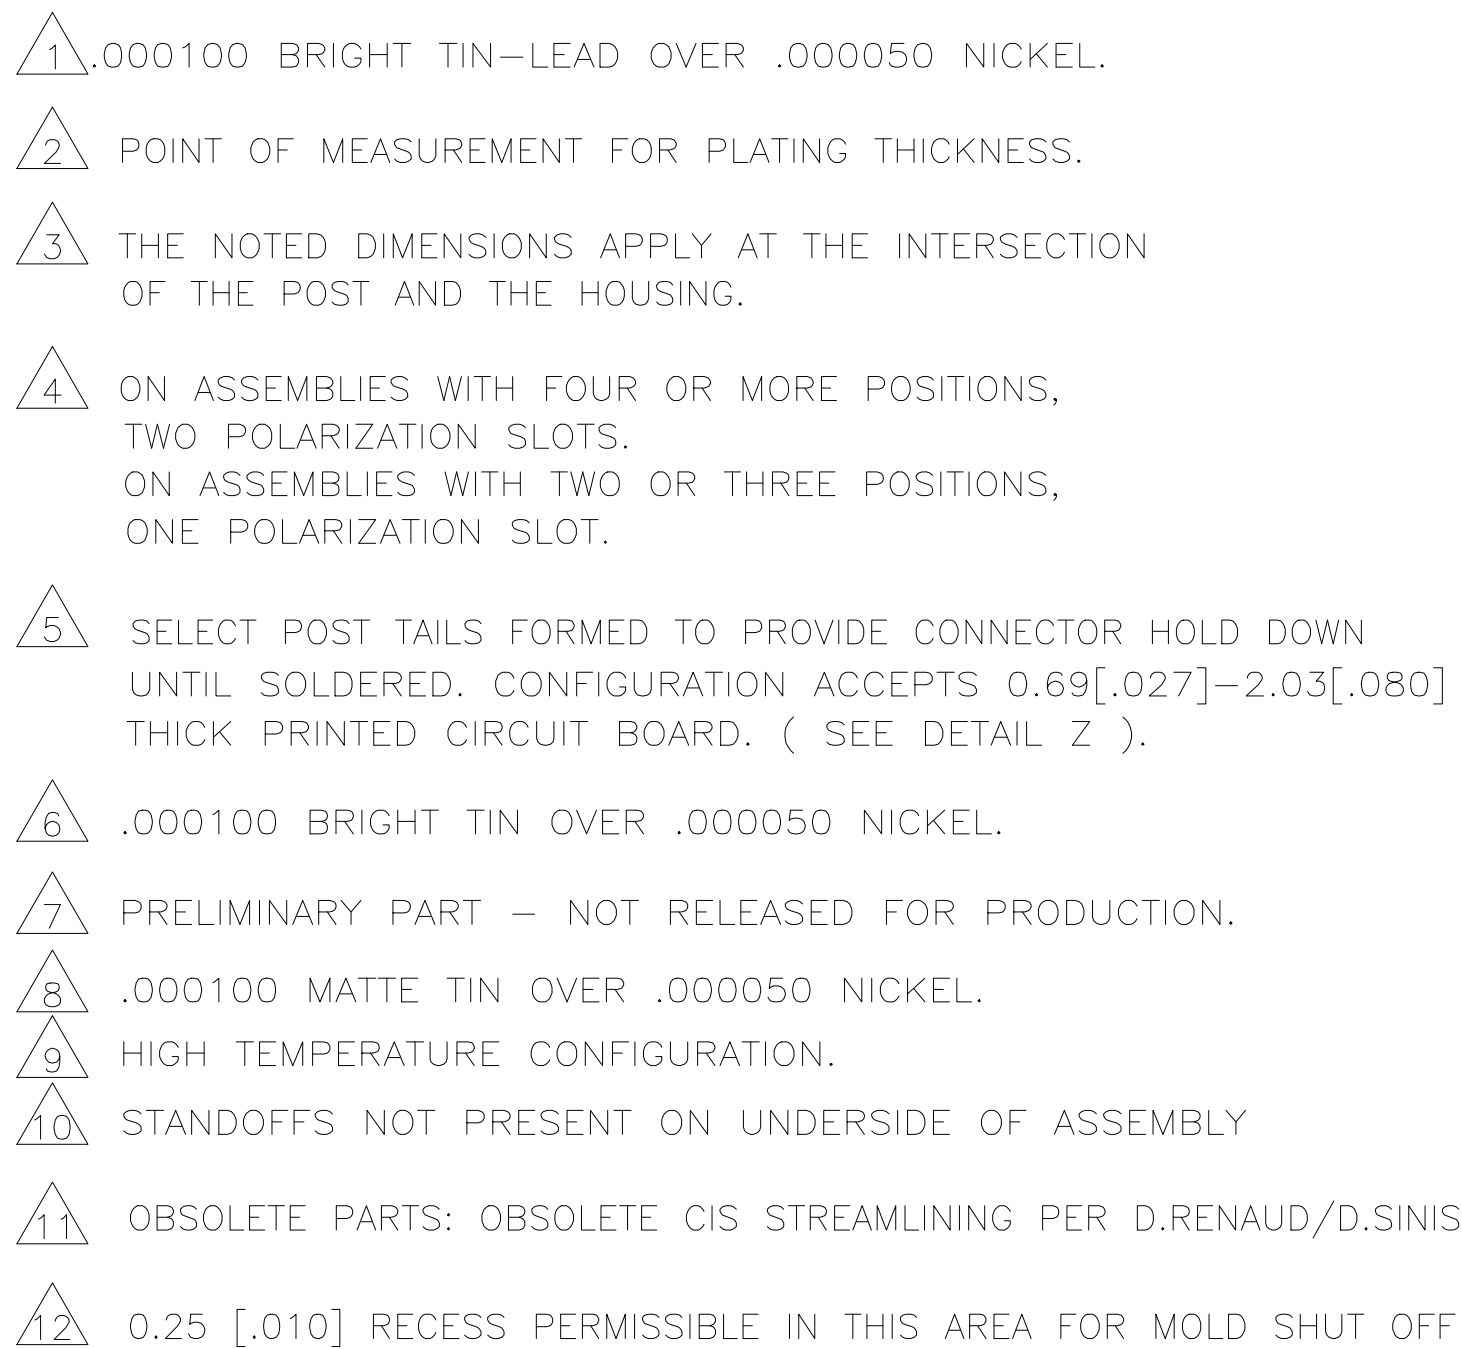 1 .000100 BRIGHT TIN-LEAD OVER .000050 NICKEL.
2 POINT OF MEASUREMENT FOR PLATING THICKNESS.
3 THE NOTED DIMENSIONS APPLY AT THE INTERSECTION
OF THE POST AND THE HOUSING.
4 ON ASSEMBLIES WITH FOUR OR MORE POSITIONS,
TWO POLARIZATION SLOTS.
ON ASSEMBLIES WITH TWO OR THREE POSITIONS,
ONE POLARIZATION SLOT.
5 SELECT POST TAILS FORMED TO PROVIDE CONNECTOR HOLD DOWN
UNTIL SOLDERED. CONFIGURATION ACCEPTS 0.69[.027]-2.03[.080]
THICK PRINTED CIRCUIT BOARD. ( SEE DETAIL Z ).
6 .000100 BRIGHT TIN OVER .000050 NICKEL.
7 PRELIMINARY PART - NOT RELEASED FOR PRODUCTION.
8 .000100 MATTE TIN OVER .000050 NICKEL.
9 HIGH TEMPERATURE CONFIGURATION.
10 STANDOFFS NOT PRESENT ON UNDERSIDE OF ASSEMBLY
11 OBSOLETE PARTS: OBSOLETE CIS STREAMLINING PER D.RENAUD/D.SINIS
12 0.25 [.010] RECESS PERMISSIBLE IN THIS AREA FOR MOLD SHUT OFF